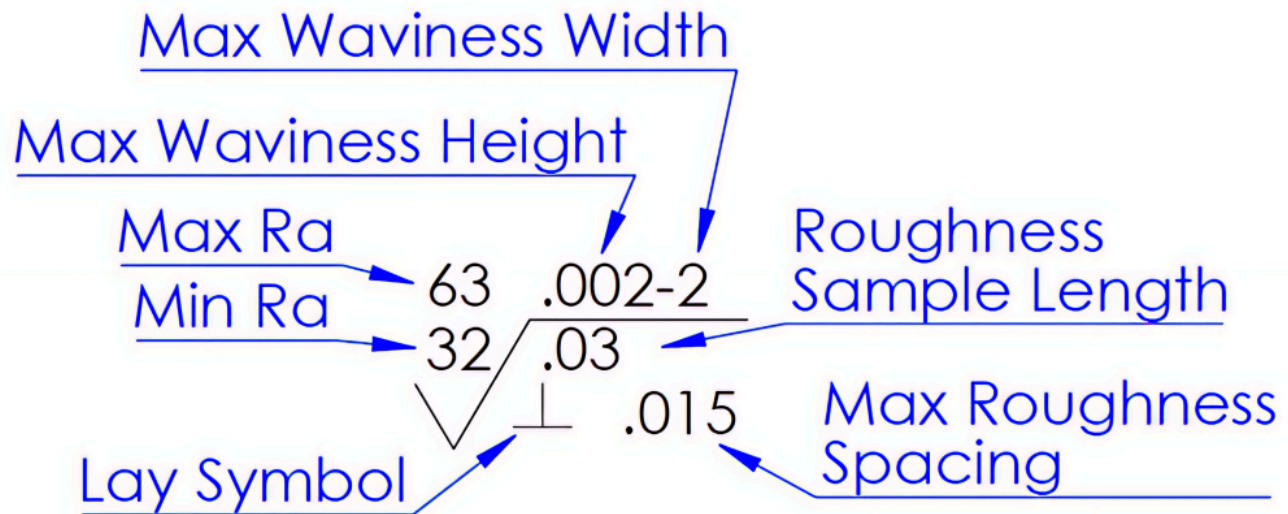 Max Waviness Width
Max Waviness Height
Max Ra
63 .002-2
Roughness
Sample Length
Min Ra
32 .03
.015
Max Roughness
Spacing
Lay Symbol